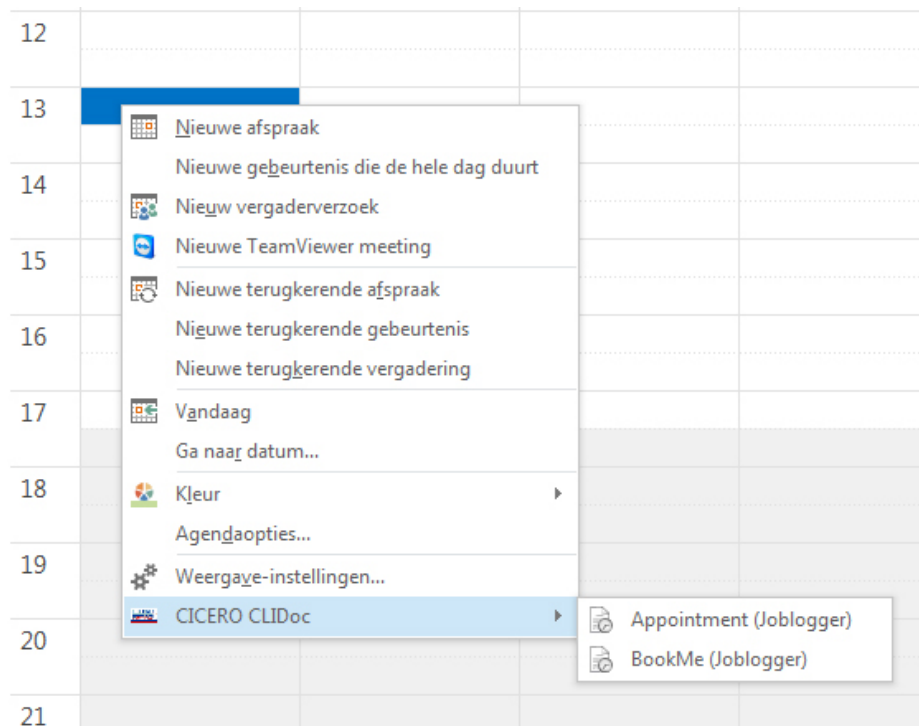 12
13
Nieuwe afspraak
Nieuwe gebeurtenis die de hele dag duurt
14
Nieuw vergaderverzoek
Nieuwe TeamViewer meeting
15
Nieuwe terugkerende afspraak
Nieuwe terugkerende gebeurtenis
16
Nieuwe terugkerende vergadering
17
Vandaag
Ga naar datum...
18
Kleur
Agendaopties...
19
Weergave-instellingen...
CICERO CLIDoc
Appointment (Joblogger)
20
BookMe (Joblogger)
21